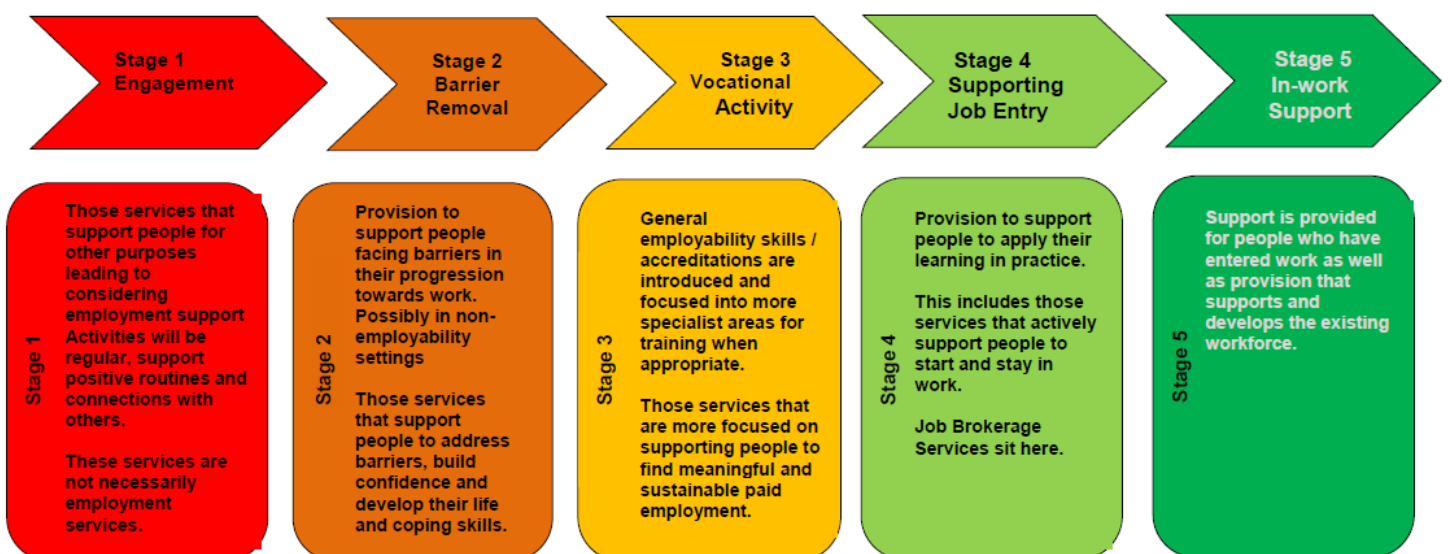 Stage 1
Engagement
Stage 2
Barrier
Removal
Stage 3
Vocational
Activity
Stage 4
Supporting
Job Entry
Stage 5
In-work
Support
Stage 1
Those services that
support people for
other purposes
leading to
considering
employment support
Activities will be
regular, support
positive routines and
connections with
others.
These services are
not necessarily
employment
services.
Stage 2
Provision to
support people
facing barriers in
their progression
towards work.
Possibly in non-
employability
settings
Those services
that support
people to address
barriers, build
confidence and
develop their life
and coping skills.
Stage 3
General
employability skills /
accreditations are
introduced and
focused into more
specialist areas for
training when
appropriate.
Those services that
are more focused on
supporting people to
find meaningful and
sustainable paid
employment.
Stage 4
Provision to support
people to apply their
learning in practice.
This includes those
services that actively
support people to
start and stay in
work.
Job Brokerage
Services sit here.
Stage 5
Support is provided
for people who have
entered work as well
as provision that
supports and
develops the existing
workforce.